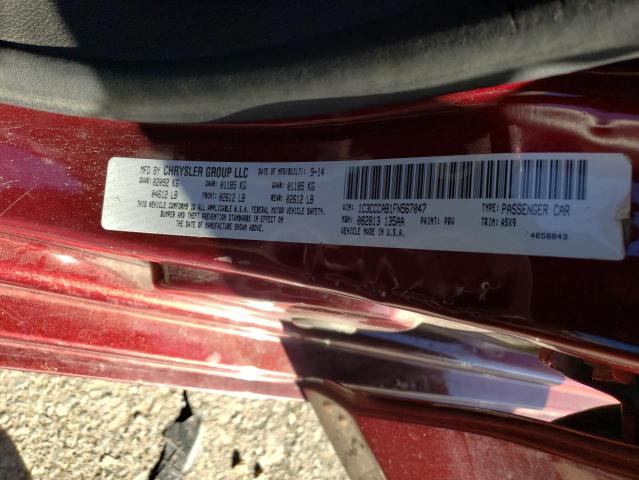 MFD BY CHRYSLER GROUP LLC DATE OF MFR(BUILT): 9-14
GVWR: 02092 KG GAWR: 01185 KG GAWR: 01185 KG
04612 LB FRONT: 02612 LB REAR: 02612 LB
THIS VEHICLE CONFORMS TO ALL APPLICABLE U.S.A. FEDERAL MOTOR VEHICLE SAFETY,
BUMPER AND THEFT PREVENTION STANDARDS IN EFFECT ON
THE DATE OF MANUFACTURE SHOWN ABOVE.
VIN: 1C3CCCAB1FN567047 TYPE: PASSENGER CAR
MDH: 082813 135AA PAINT: PRV TRIM: A5X9
VEHICLE MADE IN U.S.A. 4658043